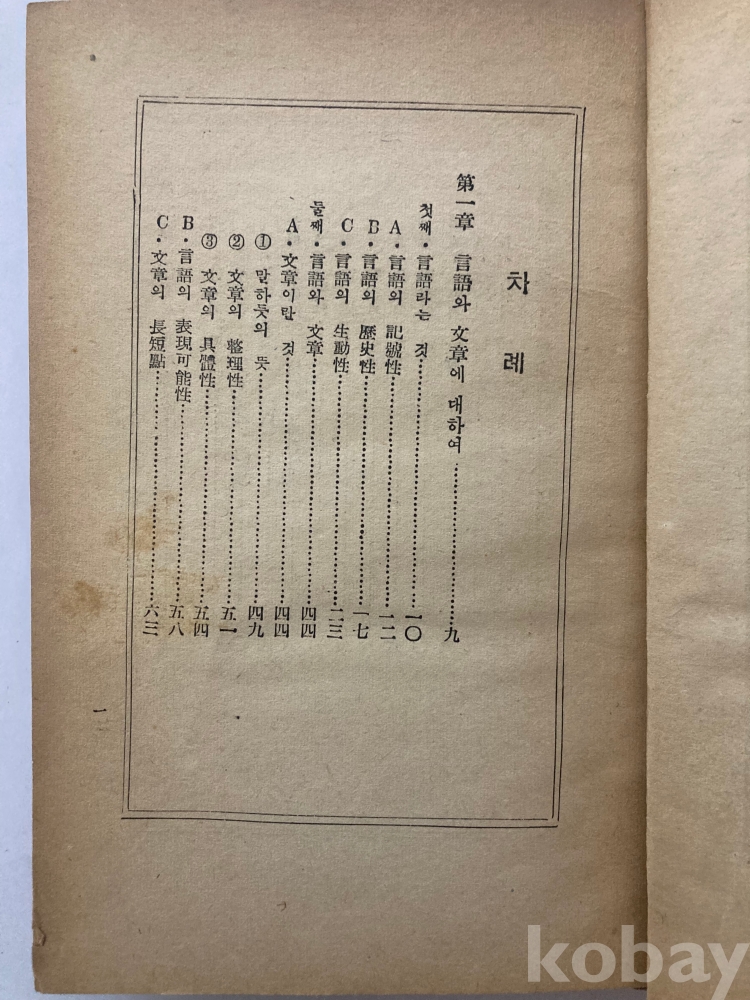 차례
第一章 言語와 文章에 대하여……九
첫째·言語라는 것……一〇
A·言語의 記號性……一二
B·言語의 歷史性……一七
C·言語의 生動性……二三
둘째·言語와 文章……四四
A·文章이란 것……四四
① 말하듯의 뜻……四九
② 文章의 整理性……五一
③ 文章의 具體性……五四
B·言語의 表現可能性……五八
C·文章의 長短點……六三
一
kobay